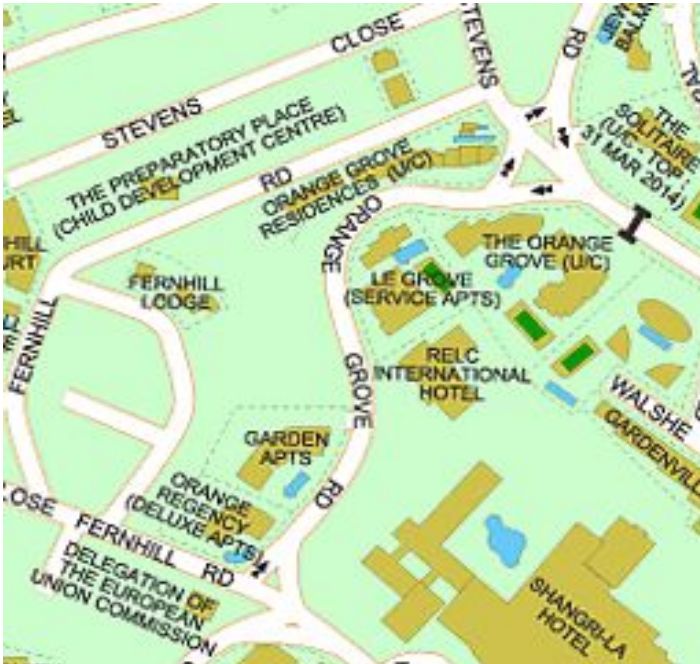 CLOSE
STEVENS
STEVENS
RD
JEW
BALM
THE
SOLITAIRE
(U/C - TOP,
31 MAR 2014)
THE PREPARATORY PLACE
(CHILD DEVELOPMENT CENTRE)
RD
ORANGE GROVE
RESIDENCES (U/C)
ORANGE
THE ORANGE
GROVE (U/C)
HILL
URT
FERNHILL
LODGE
LE GROVE
(SERVICE APTS)
FERNHILL
GROVE
RELC
INTERNATIONAL
HOTEL
WALSHE
GARDENVILL
GARDEN
APTS
RD
ORANGE
REGENCY
(DELUXE APTS)
LOSE
FERNHILL
RD
DELEGATION OF
THE EUROPEAN
UNION COMMISSION
SHANGRI-LA
HOTEL